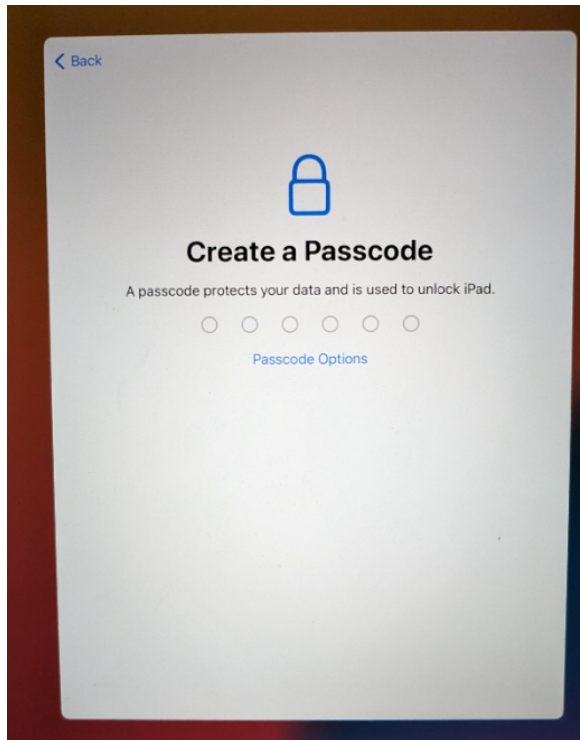 Back
Create a Passcode
A passcode protects your data and is used to unlock iPad.
Passcode Options